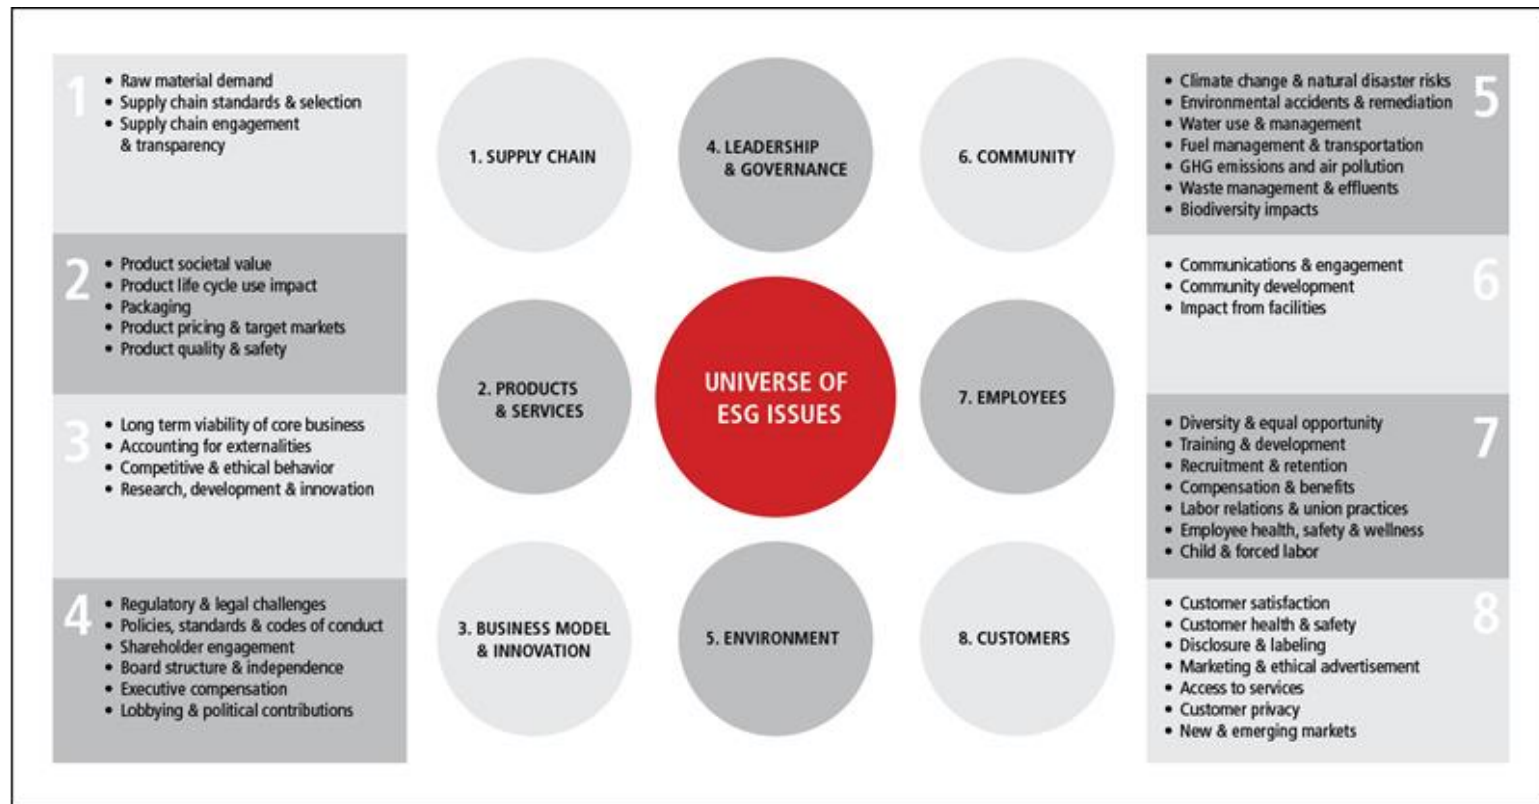 1
• Raw material demand
• Supply chain standards & selection
• Supply chain engagement
& transparency
2
• Product societal value
• Product life cycle use impact
• Packaging
• Product pricing & target markets
• Product quality & safety
3
• Long term viability of core business
• Accounting for externalities
• Competitive & ethical behavior
• Research, development & innovation
4
• Regulatory & legal challenges
• Policies, standards & codes of conduct
• Shareholder engagement
• Board structure & independence
• Executive compensation
• Lobbying & political contributions
1. SUPPLY CHAIN
4. LEADERSHIP
& GOVERNANCE
6. COMMUNITY
2. PRODUCTS
& SERVICES
UNIVERSE OF
ESG ISSUES
7. EMPLOYEES
3. BUSINESS MODEL
& INNOVATION
5. ENVIRONMENT
8. CUSTOMERS
5
• Climate change & natural disaster risks
• Environmental accidents & remediation
• Water use & management
• Fuel management & transportation
• GHG emissions and air pollution
• Waste management & effluents
• Biodiversity impacts
6
• Communications & engagement
• Community development
• Impact from facilities
7
• Diversity & equal opportunity
• Training & development
• Recruitment & retention
• Compensation & benefits
• Labor relations & union practices
• Employee health, safety & wellness
• Child & forced labor
8
• Customer satisfaction
• Customer health & safety
• Disclosure & labeling
• Marketing & ethical advertisement
• Access to services
• Customer privacy
• New & emerging markets